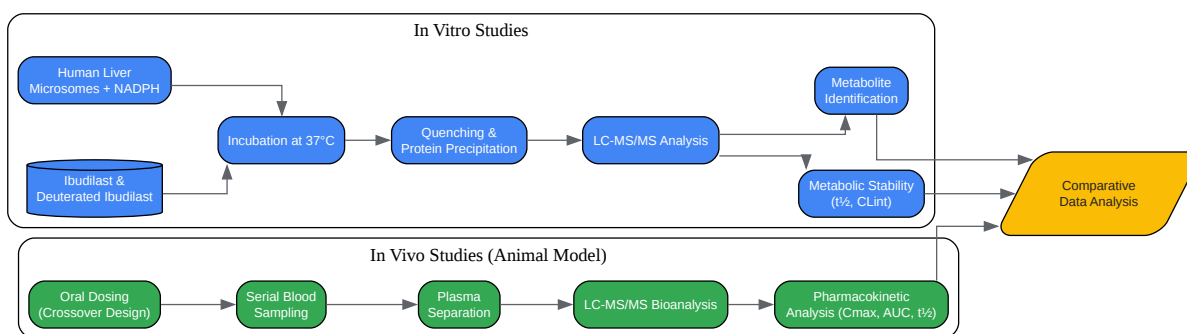 In Vitro Studies
Human Liver
Microsomes + NADPH
Ibudilast &
Deuterated Ibudilast
Incubation at 37°C
Quenching &
Protein Precipitation
LC-MS/MS Analysis
Metabolite
Identification
Metabolic Stability
(t½, CLint)
Comparative
Data Analysis
In Vivo Studies (Animal Model)
Oral Dosing
(Crossover Design)
Serial Blood
Sampling
Plasma
Separation
LC-MS/MS Bioanalysis
Pharmacokinetic
Analysis (Cmax, AUC, t½)